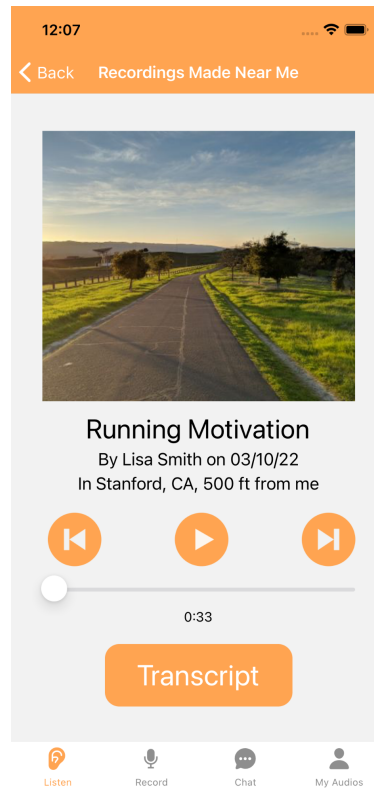 12:07
Back Recordings Made Near Me
Running Motivation
By Lisa Smith on 03/10/22
In Stanford, CA, 500 ft from me
0:33
Transcript
Listen Record Chat My Audios